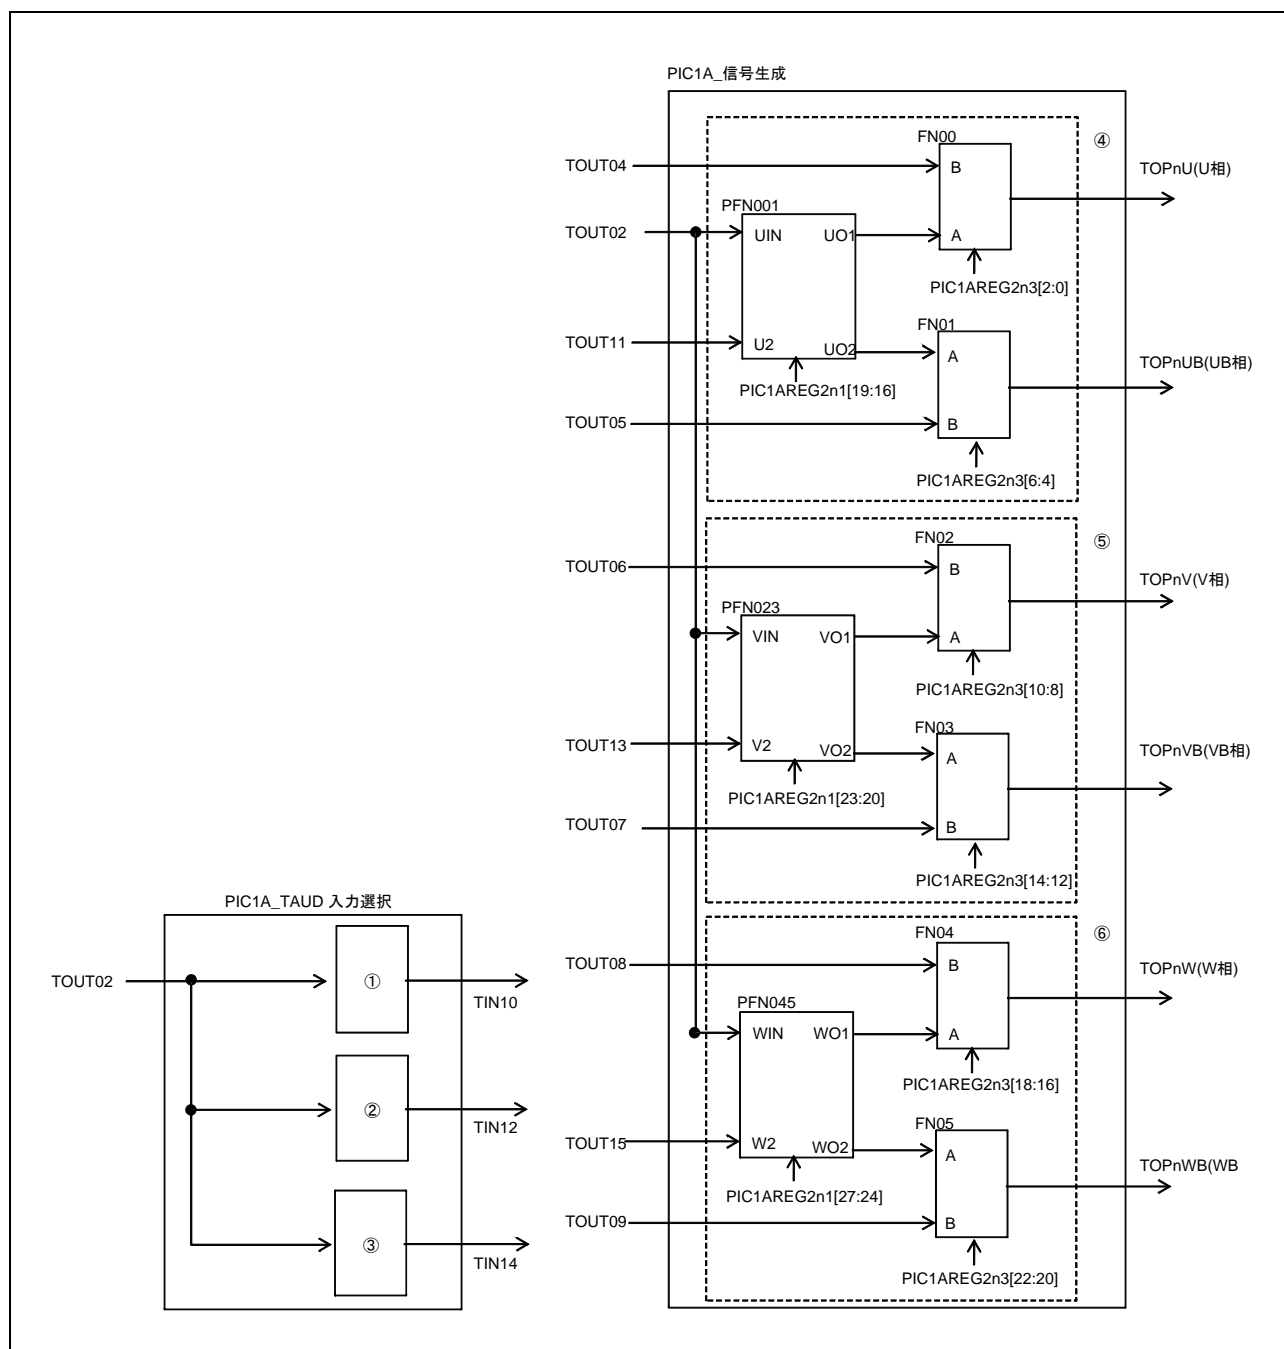 PIC1A_信号生成
④
FN00
TOUT04
B
TOPnU(U相)
PFN001
TOUT02
UIN
UO1
A
PIC1AREG2n3[2:0]
FN01
TOUT11
U2
UO2
A
TOPnUB(UB相)
PIC1AREG2n1[19:16]
TOUT05
B
PIC1AREG2n3[6:4]
⑤
FN02
TOUT06
B
TOPnV(V相)
PFN023
VIN
VO1
A
PIC1AREG2n3[10:8]
FN03
TOUT13
V2
VO2
A
TOPnVB(VB相)
PIC1AREG2n1[23:20]
TOUT07
B
PIC1AREG2n3[14:12]
PIC1A_TAUD 入力選択
TOUT02
①
TIN10
②
TIN12
③
TIN14
⑥
FN04
TOUT08
B
TOPnW(W相)
PFN045
WIN
WO1
A
PIC1AREG2n3[18:16]
FN05
TOUT15
W2
WO2
A
TOPnWB(WB
PIC1AREG2n1[27:24]
TOUT09
B
PIC1AREG2n3[22:20]